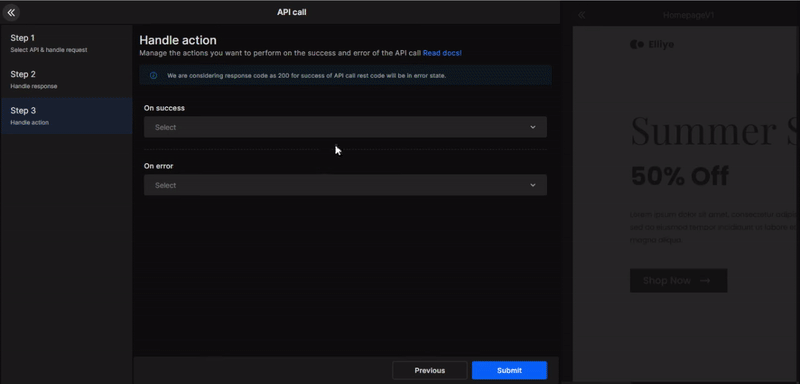 API call
Step 1
Select API & handle request
Step 2
Handle response
Step 3
Handle action
Handle action
Manage the actions you want to perform on the success and error of the API call Read docs!
We are considering response code as 200 for success of API call rest code will be in error state.
On success
Select
On error
Select
Previous
Submit
HomepageV1
Elliye
Summer S
50% Off
Shop Now